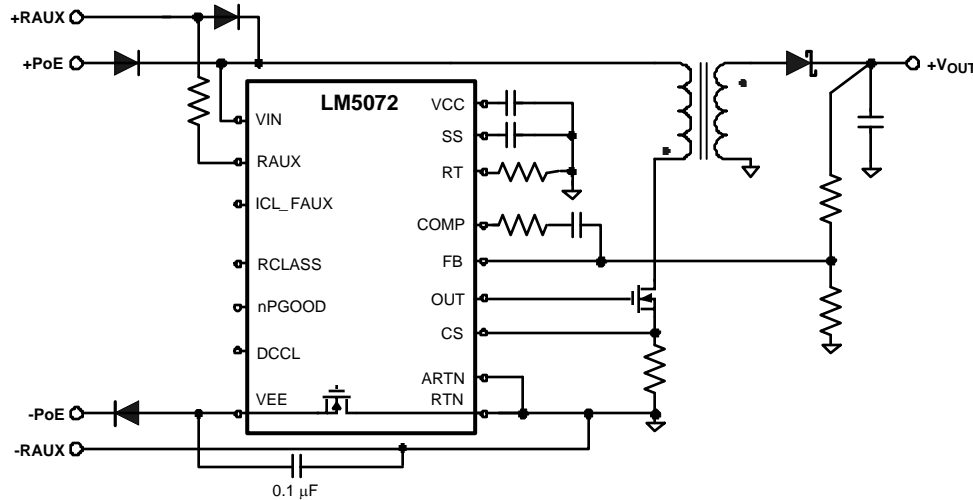 +RAUX
+PoE
LM5072
+VOUT
VIN
VCC
SS
RAUX
RT
ICL_FAUX
COMP
RCLASS
FB
nPGOOD
OUT
CS
DCCL
ARTN
VEE
RTN
-PoE
-RAUX
0.1 µF